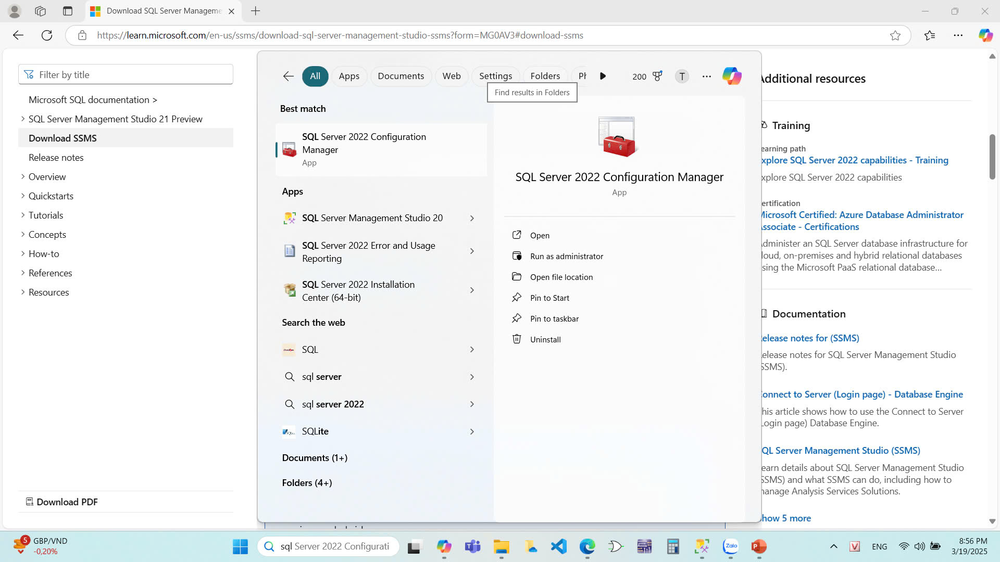 Download SQL Server Manageme
https://learn.microsoft.com/en-us/ssms/download-sql-server-management-studio-ssms?form=MG0AV3#download-ssms
Filter by title
Microsoft SQL documentation >
SQL Server Management Studio 21 Preview
Download SSMS
Release notes
Overview
Quickstarts
Tutorials
Concepts
How-to
References
Resources
Download PDF
All
Apps
Documents
Web
Settings
Folders
Ph
200
T
Find results in Folders
Best match
SQL Server 2022 Configuration
Manager
App
Apps
SQL Server Management Studio 20
SQL Server 2022 Error and Usage
Reporting
SQL Server 2022 Installation
Center (64-bit)
Search the web
SQL
sql server
sql server 2022
SQLite
Documents (1+)
Folders (4+)
SQL Server 2022 Configuration Manager
App
Open
Run as administrator
Open file location
Pin to Start
Pin to taskbar
Uninstall
Additional resources
Training
earning path
xplore SQL Server 2022 capabilities - Training
xplore SQL Server 2022 capabilities
ertification
Microsoft Certified: Azure Database Administrator
Associate - Certifications
Administer an SQL Server database infrastructure for
loud, on-premises and hybrid relational databases
sing the Microsoft PaaS relational database...
Documentation
elease notes for (SSMS)
elease notes for SQL Server Management Studio
SSMS).
onnect to Server (Login page) - Database Engine
his article shows how to use the Connect to Server
Login page) Database Engine.
SQL Server Management Studio (SSMS)
earn details about SQL Server Management Studio
SSMS) and what SSMS can do, including how to
manage Analysis Services Solutions.
how 5 more
5
GBP/VND
-0,20%
sql Server 2022 Configurati
Zalo
P
V
ENG
8:56 PM
3/19/2025